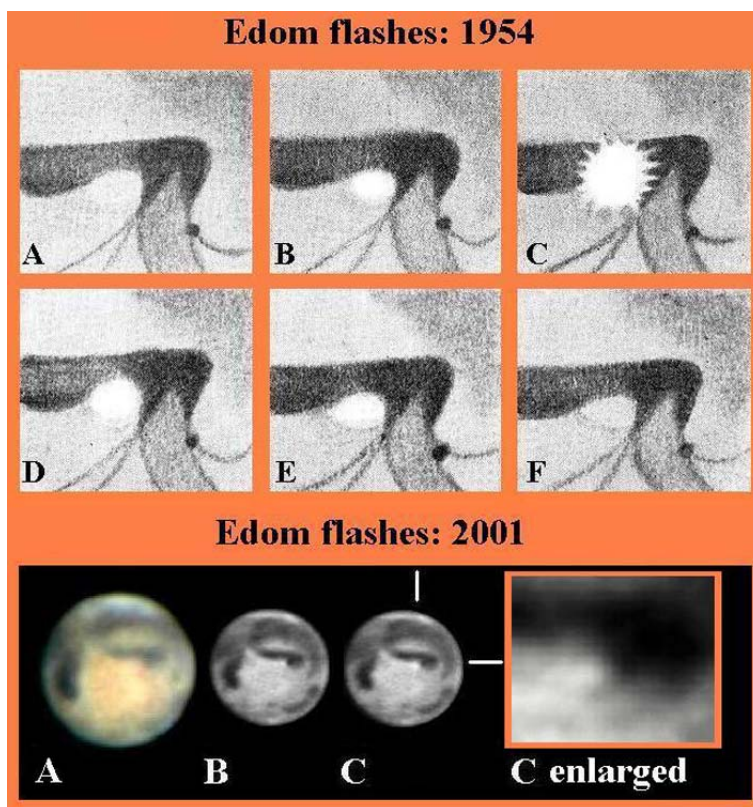 Edom flashes: 1954
A B C
D E F
Edom flashes: 2001
A B C C enlarged